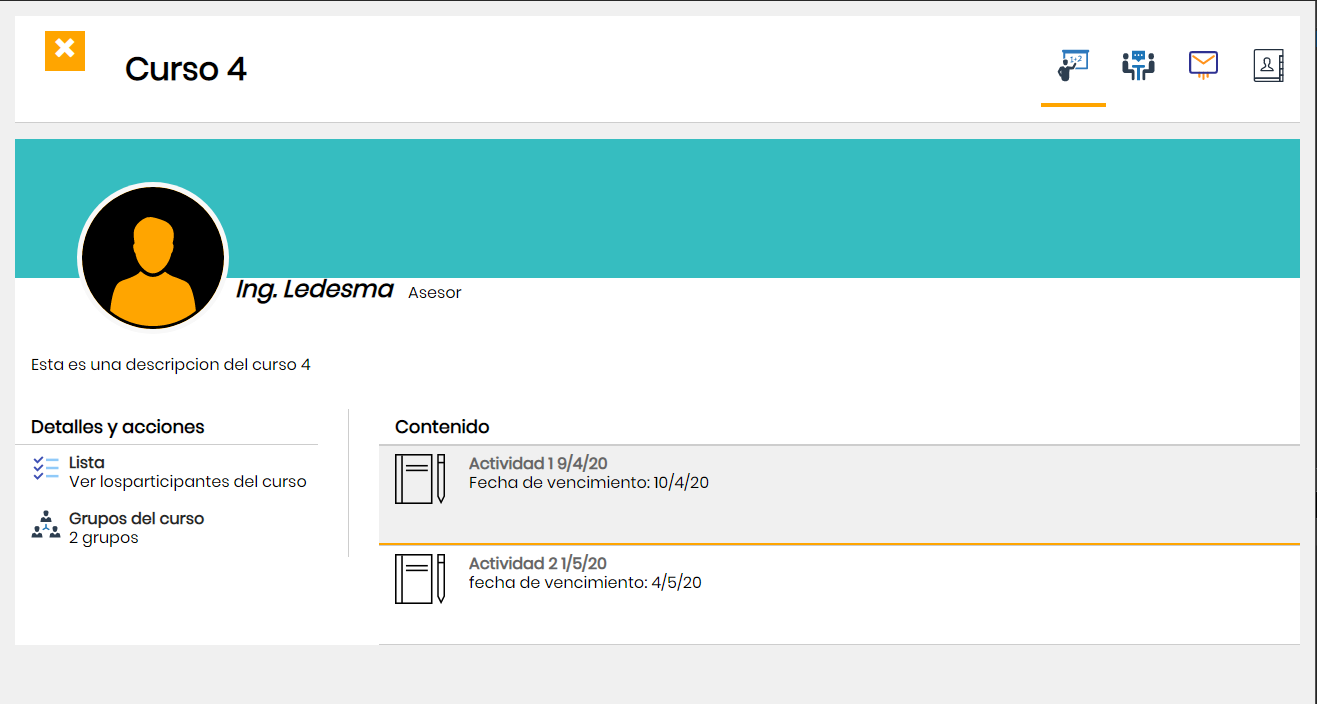 Curso 4
1+2
Ing. Ledesma Asesor
Esta es una descripcion del curso 4
Detalles y acciones
Lista
Ver losparticipantes del curso
Grupos del curso
2 grupos
Contenido
Actividad 1 9/4/20
Fecha de vencimiento: 10/4/20
Actividad 2 1/5/20
fecha de vencimiento: 4/5/20